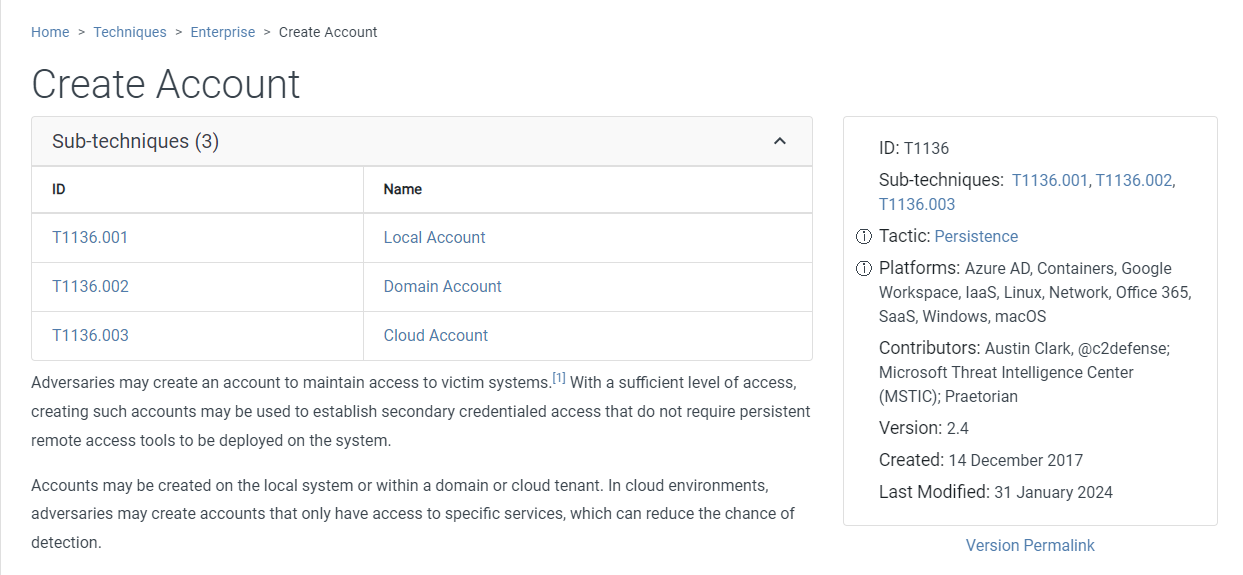 Home > Techniques > Enterprise > Create Account
Create Account
Sub-techniques (3)
ID Name
T1136.001 Local Account
T1136.002 Domain Account
T1136.003 Cloud Account
Adversaries may create an account to maintain access to victim systems.[1] With a sufficient level of access,
creating such accounts may be used to establish secondary credentialed access that do not require persistent
remote access tools to be deployed on the system.
Accounts may be created on the local system or within a domain or cloud tenant. In cloud environments,
adversaries may create accounts that only have access to specific services, which can reduce the chance of
detection.
ID: T1136
Sub-techniques: T1136.001, T1136.002,
T1136.003
Tactic: Persistence
Platforms: Azure AD, Containers, Google
Workspace, IaaS, Linux, Network, Office 365,
SaaS, Windows, macOS
Contributors: Austin Clark, @c2defense;
Microsoft Threat Intelligence Center
(MSTIC); Praetorian
Version: 2.4
Created: 14 December 2017
Last Modified: 31 January 2024
Version Permalink